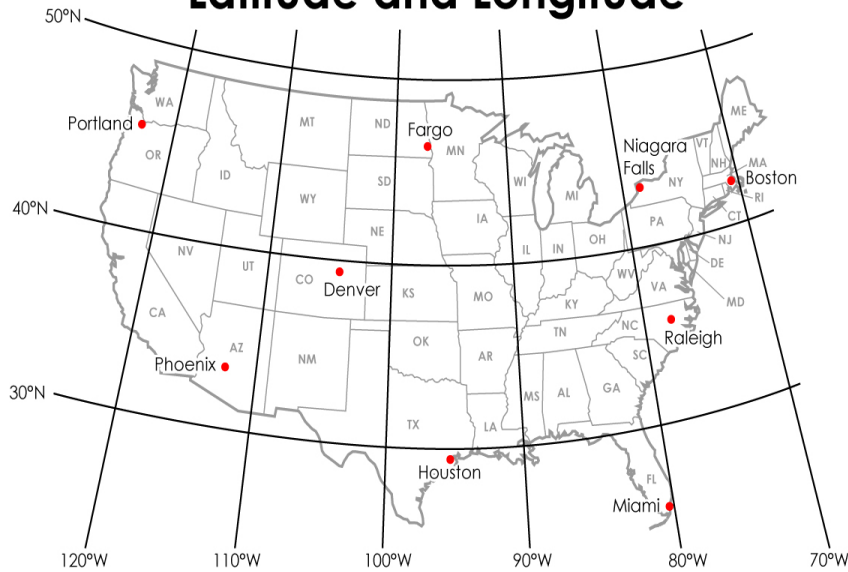 Latitude and Longitude
50°N
ME
WA
Portland
MT
ND
Fargo
MN
VT
NH
MA
Niagara
Falls
OR
ID
SD
WI
MI
NY
Boston
RI
WY
CT
40°N
IA
PA
NE
NJ
NV
UT
IL
IN
OH
DE
CO
WV
VA
Denver
KS
MO
MD
CA
KY
NC
TN
Raleigh
OK
AZ
NM
AR
SC
Phoenix
MS
AL
GA
30°N
TX
LA
Houston
FL
Miami
120°W
110°W
100°W
90°W
80°W
70°W